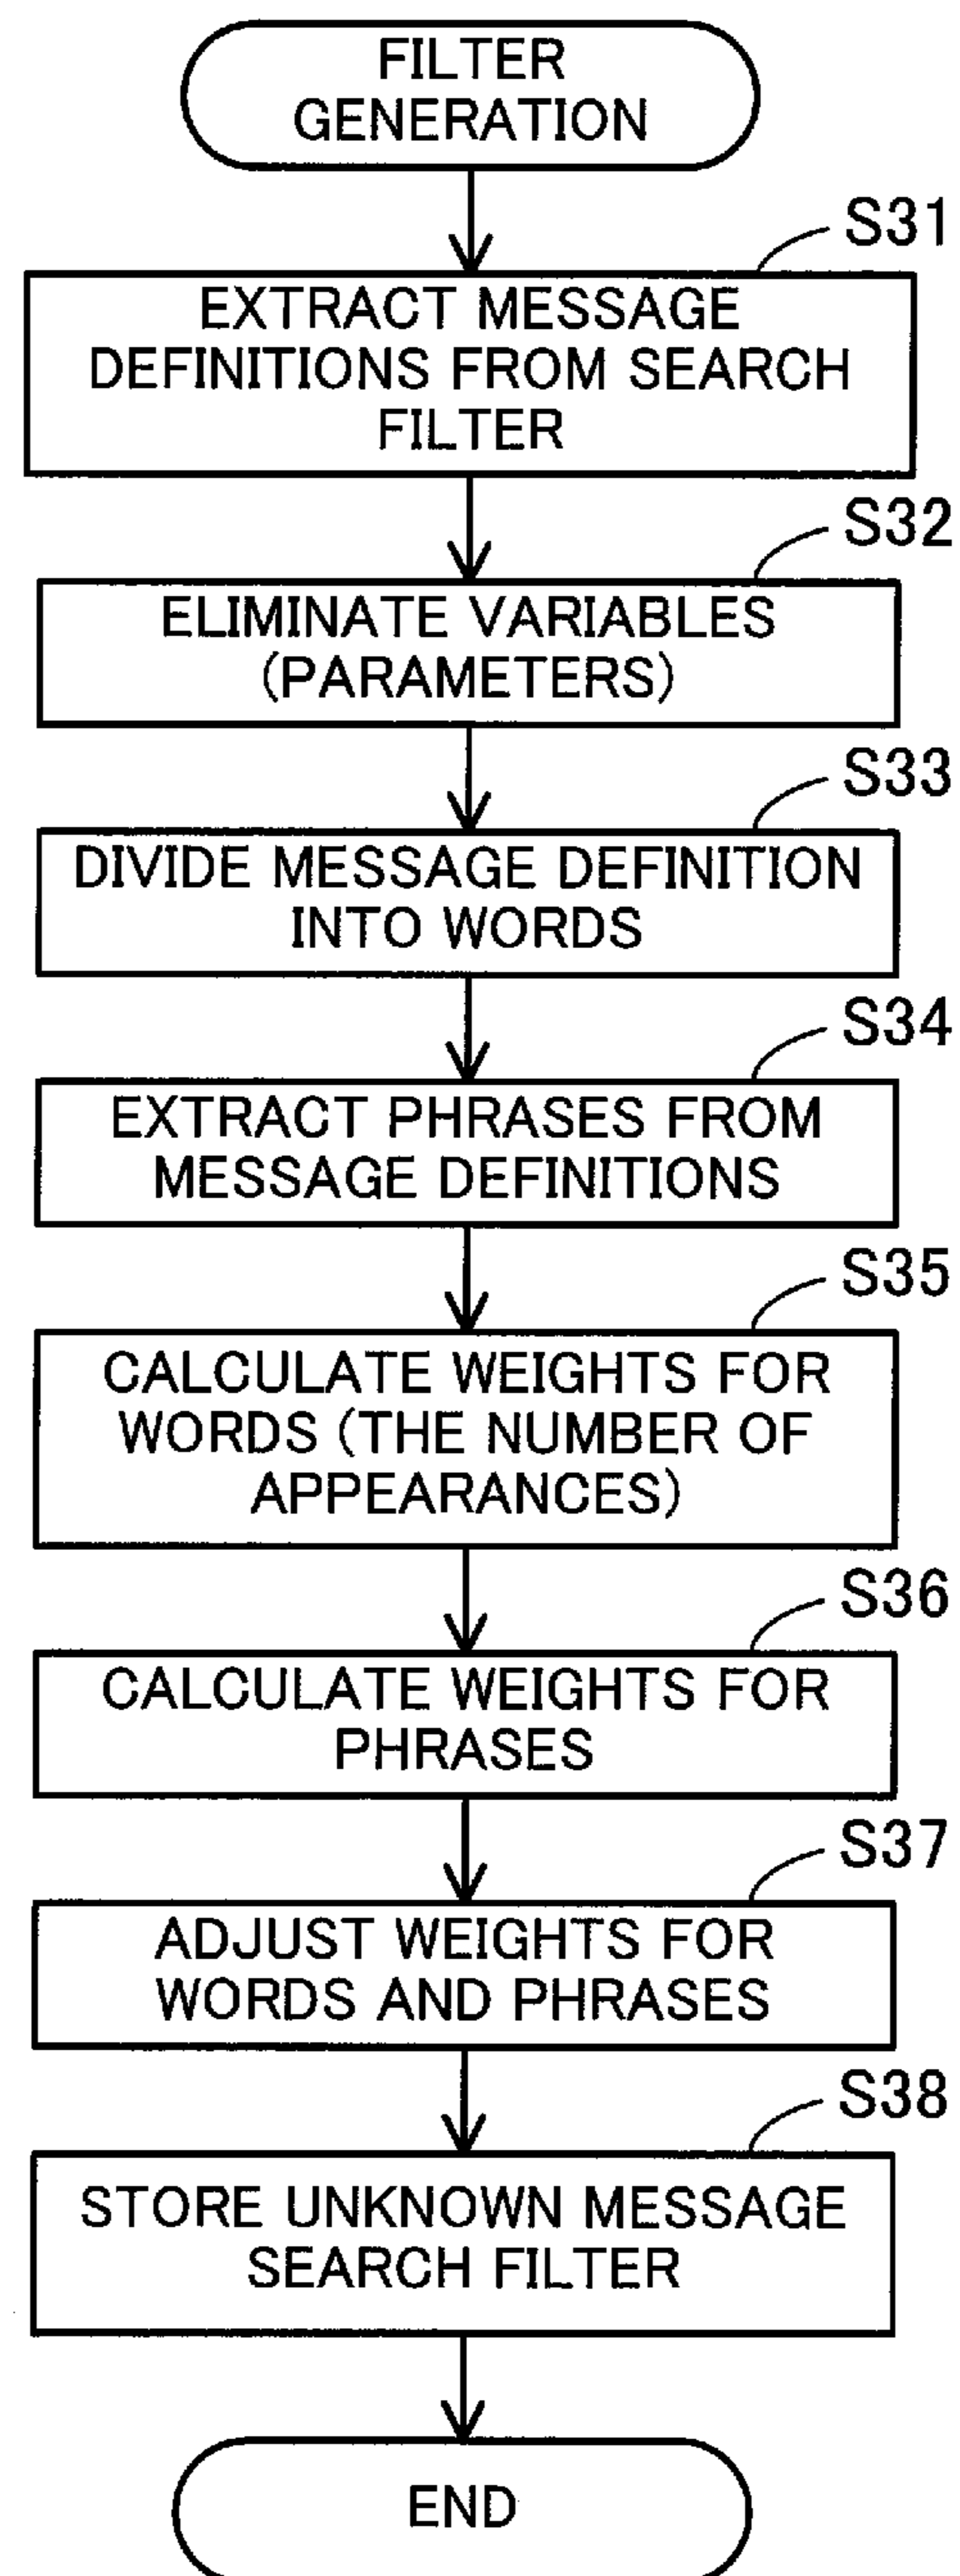 FILTER
GENERATION
S31
EXTRACT MESSAGE
DEFINITIONS FROM SEARCH
FILTER
S32
ELIMINATE VARIABLES
(PARAMETERS)
S33
DIVIDE MESSAGE DEFINITION
INTO WORDS
S34
EXTRACT PHRASES FROM
MESSAGE DEFINITIONS
S35
CALCULATE WEIGHTS FOR
WORDS (THE NUMBER OF
APPEARANCES)
S36
CALCULATE WEIGHTS FOR
PHRASES
S37
ADJUST WEIGHTS FOR
WORDS AND PHRASES
S38
STORE UNKNOWN MESSAGE
SEARCH FILTER
END